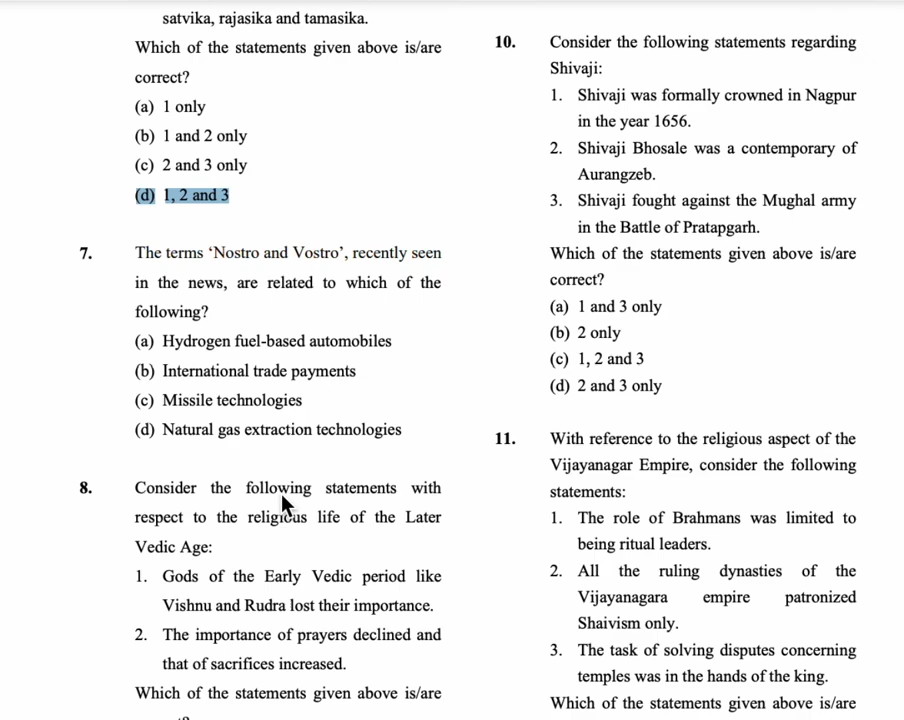 satvika, rajasika and tamasika.
Which of the statements given above is/are
correct?
(a) 1 only
(b) 1 and 2 only
(c) 2 and 3 only
(d) 1, 2 and 3
7. The terms ‘Nostro and Vostro’, recently seen
in the news, are related to which of the
following?
(a) Hydrogen fuel-based automobiles
(b) International trade payments
(c) Missile technologies
(d) Natural gas extraction technologies
8. Consider the following statements with
respect to the religious life of the Later
Vedic Age:
1. Gods of the Early Vedic period like
Vishnu and Rudra lost their importance.
2. The importance of prayers declined and
that of sacrifices increased.
Which of the statements given above is/are
10. Consider the following statements regarding
Shivaji:
1. Shivaji was formally crowned in Nagpur
in the year 1656.
2. Shivaji Bhosale was a contemporary of
Aurangzeb.
3. Shivaji fought against the Mughal army
in the Battle of Pratapgarh.
Which of the statements given above is/are
correct?
(a) 1 and 3 only
(b) 2 only
(c) 1, 2 and 3
(d) 2 and 3 only
11. With reference to the religious aspect of the
Vijayanagar Empire, consider the following
statements:
1. The role of Brahmans was limited to
being ritual leaders.
2. All the ruling dynasties of the
Vijayanagara empire patronized
Shaivism only.
3. The task of solving disputes concerning
temples was in the hands of the king.
Which of the statements given above is/are